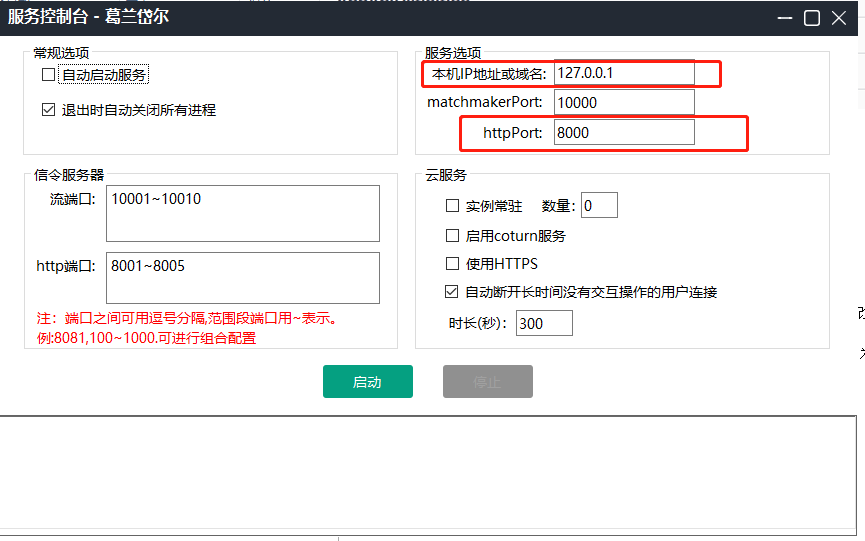 服务控制台 - 葛兰岱尔
常规选项
自动启动服务
退出时自动关闭所有进程
服务选项
本机IP地址或域名: 127.0.0.1
matchmakerPort: 10000
httpPort: 8000
信令服务器
流端口: 10001~10010
http端口: 8001~8005
注：端口之间可用逗号分隔,范围段端口用~表示。
例:8081,100~1000.可进行组合配置
云服务
实例常驻 数量: 0
启用coturn服务
使用HTTPS
自动断开长时间没有交互操作的用户连接
时长(秒): 300
启动
停止